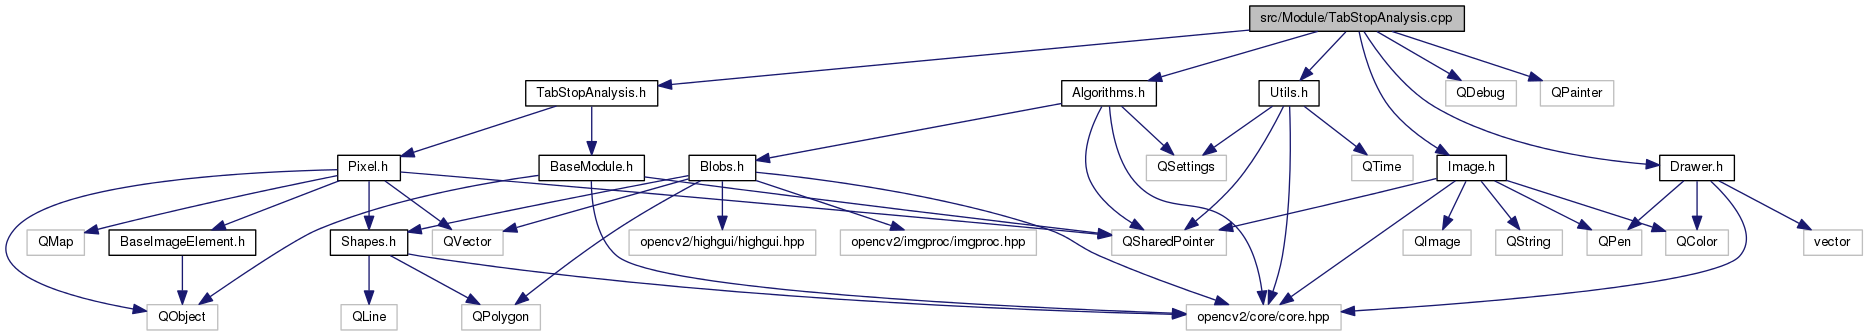 src/Module/TabStopAnalysis.cpp
TabStopAnalysis.h
Algorithms.h
Utils.h
QDebug
QPainter
Pixel.h
BaseModule.h
Blobs.h
QSettings
QTime
Image.h
Drawer.h
QMap
BaseImageElement.h
Shapes.h
QVector
opencv2/highgui/highgui.hpp
opencv2/imgproc/imgproc.hpp
QSharedPointer
QImage
QString
QPen
QColor
vector
QObject
QLine
QPolygon
opencv2/core/core.hpp